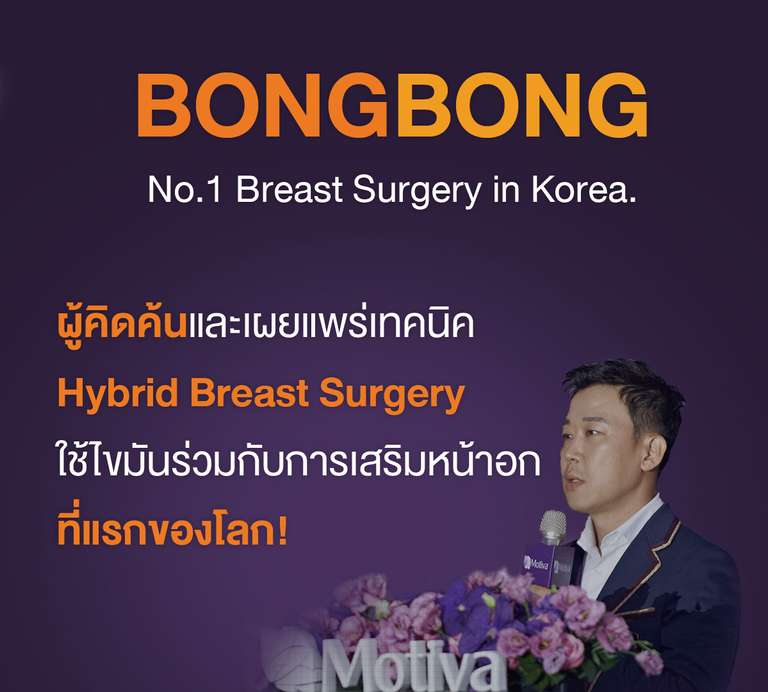 BONGBONG
No.1 Breast Surgery in Korea.
ผู้คิดค้นและเผยแพร่เทคนิค
Hybrid Breast Surgery
ใช้ไขมันร่วมกับการเสริมหน้าอก
ที่แรกของโลก!
Motiva
Motiva
Motiva